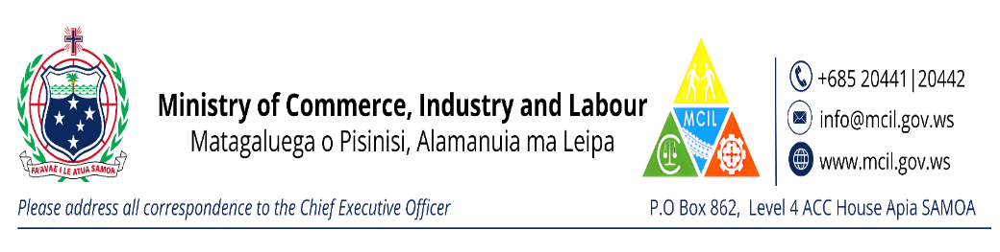 FA'AVAE I LE ATUA SAMOA
Ministry of Commerce, Industry and Labour
Matagaluega o Pisinisi, Alamanuia ma Leipa
MCIL
+685 20441|20442
info@mcil.gov.ws
www.mcil.gov.ws
Please address all correspondence to the Chief Executive Officer
P.O Box 862, Level 4 ACC House Apia SAMOA